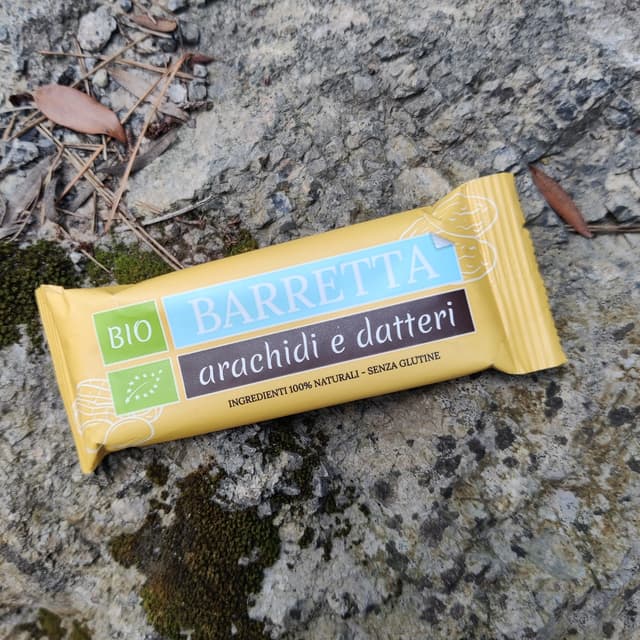 BIO
BARRETTA
arachidi e datteri
INGREDIENTI 100% NATURALI - SENZA GLUTINE